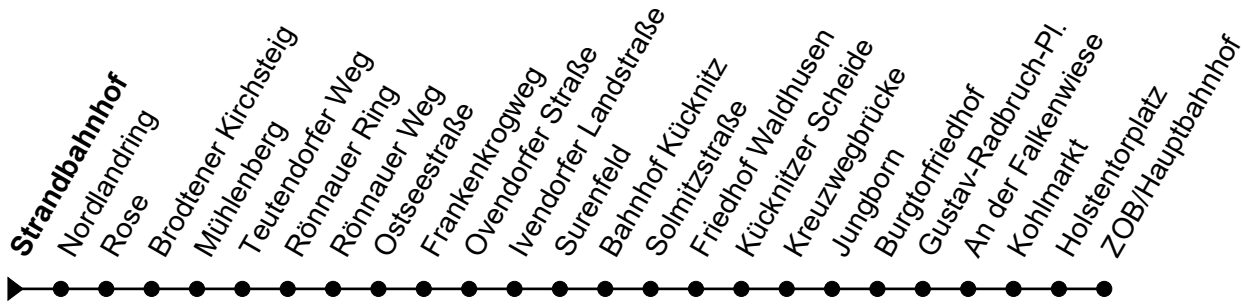 Strandbahnhof
Nordlandring
Rose
Brodtener Kirchsteig
Mühlenberg
Teutendorfer Weg
Rönnauer Ring
Rönnauer Weg
Ostseestraße
Frankenkrogweg
Ovendorfer Straße
Ivendorfer Landstraße
Surenfeld
Bahnhof Kücknitz
Solmitzstraße
Friedhof Waldhusen
Kücknitzer Scheide
Kreuzwegbrücke
Jungborn
Burgtorfriedhof
Gustav-Radbruch-Pl.
An der Falkenwiese
Kohlmarkt
Holstentorplatz
ZOB/Hauptbahnhof